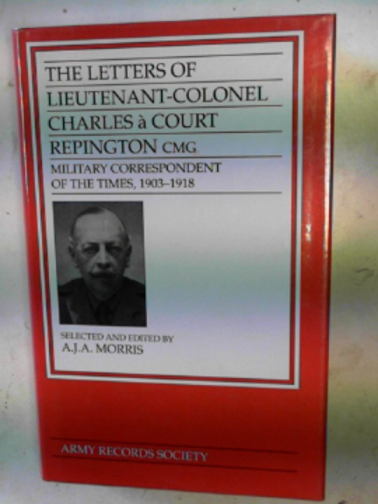 THE LETTERS OF
LIEUTENANT-COLONEL
CHARLES à COURT
REPINGTON CMG
MILITARY CORRESPONDENT
OF THE TIMES, 1903–1918
SELECTED AND EDITED BY
A.J.A. MORRIS
ARMY RECORDS SOCIETY